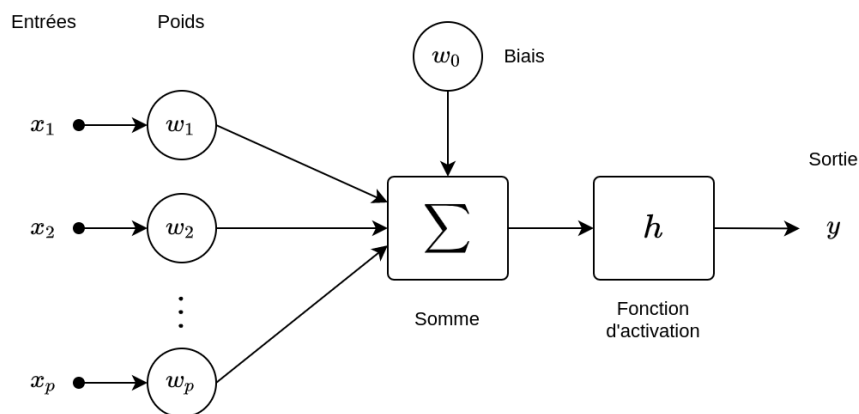 Entrées
Poids
w₀
Biais
x₁
w₁
Sortie
x₂
w₂
∑
h
y
⋮
Somme
Fonction
d'activation
xₚ
wₚ